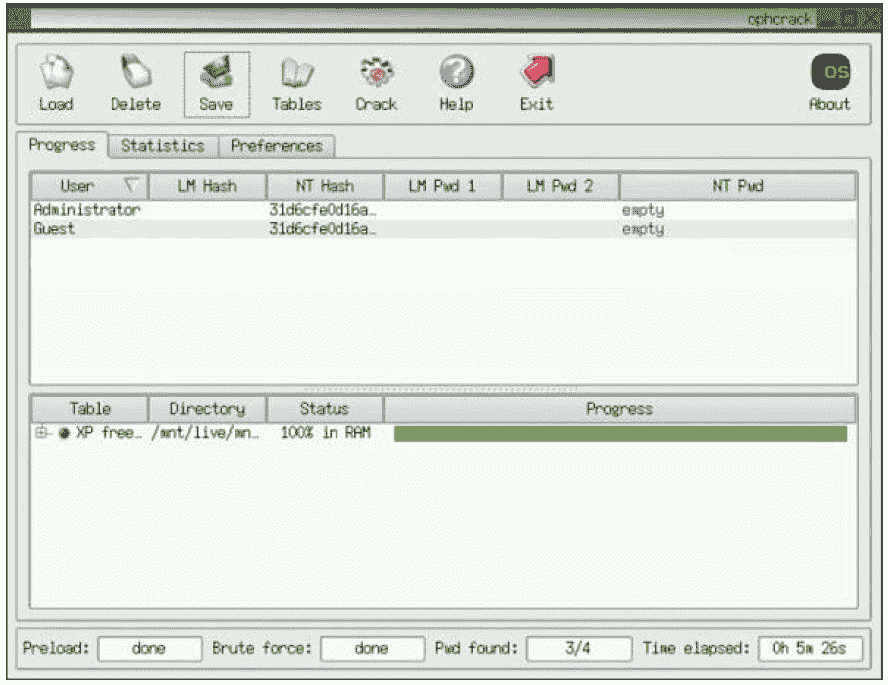 ophcrack
Load Delete Save Tables Crack Help Exit OS About
Progress Statistics Preferences
User LM Hash NT Hash LM Pwd 1 LM Pwd 2 NT Pwd
Administrator 31d6cfe0d16a… empty
Guest 31d6cfe0d16a… empty
Table Directory Status Progress
XP free… /mnt/live/mn… 100% in RAM
Preload: done Brute force: done Pwd found: 3/4 Time elapsed: 0h 5m 26s